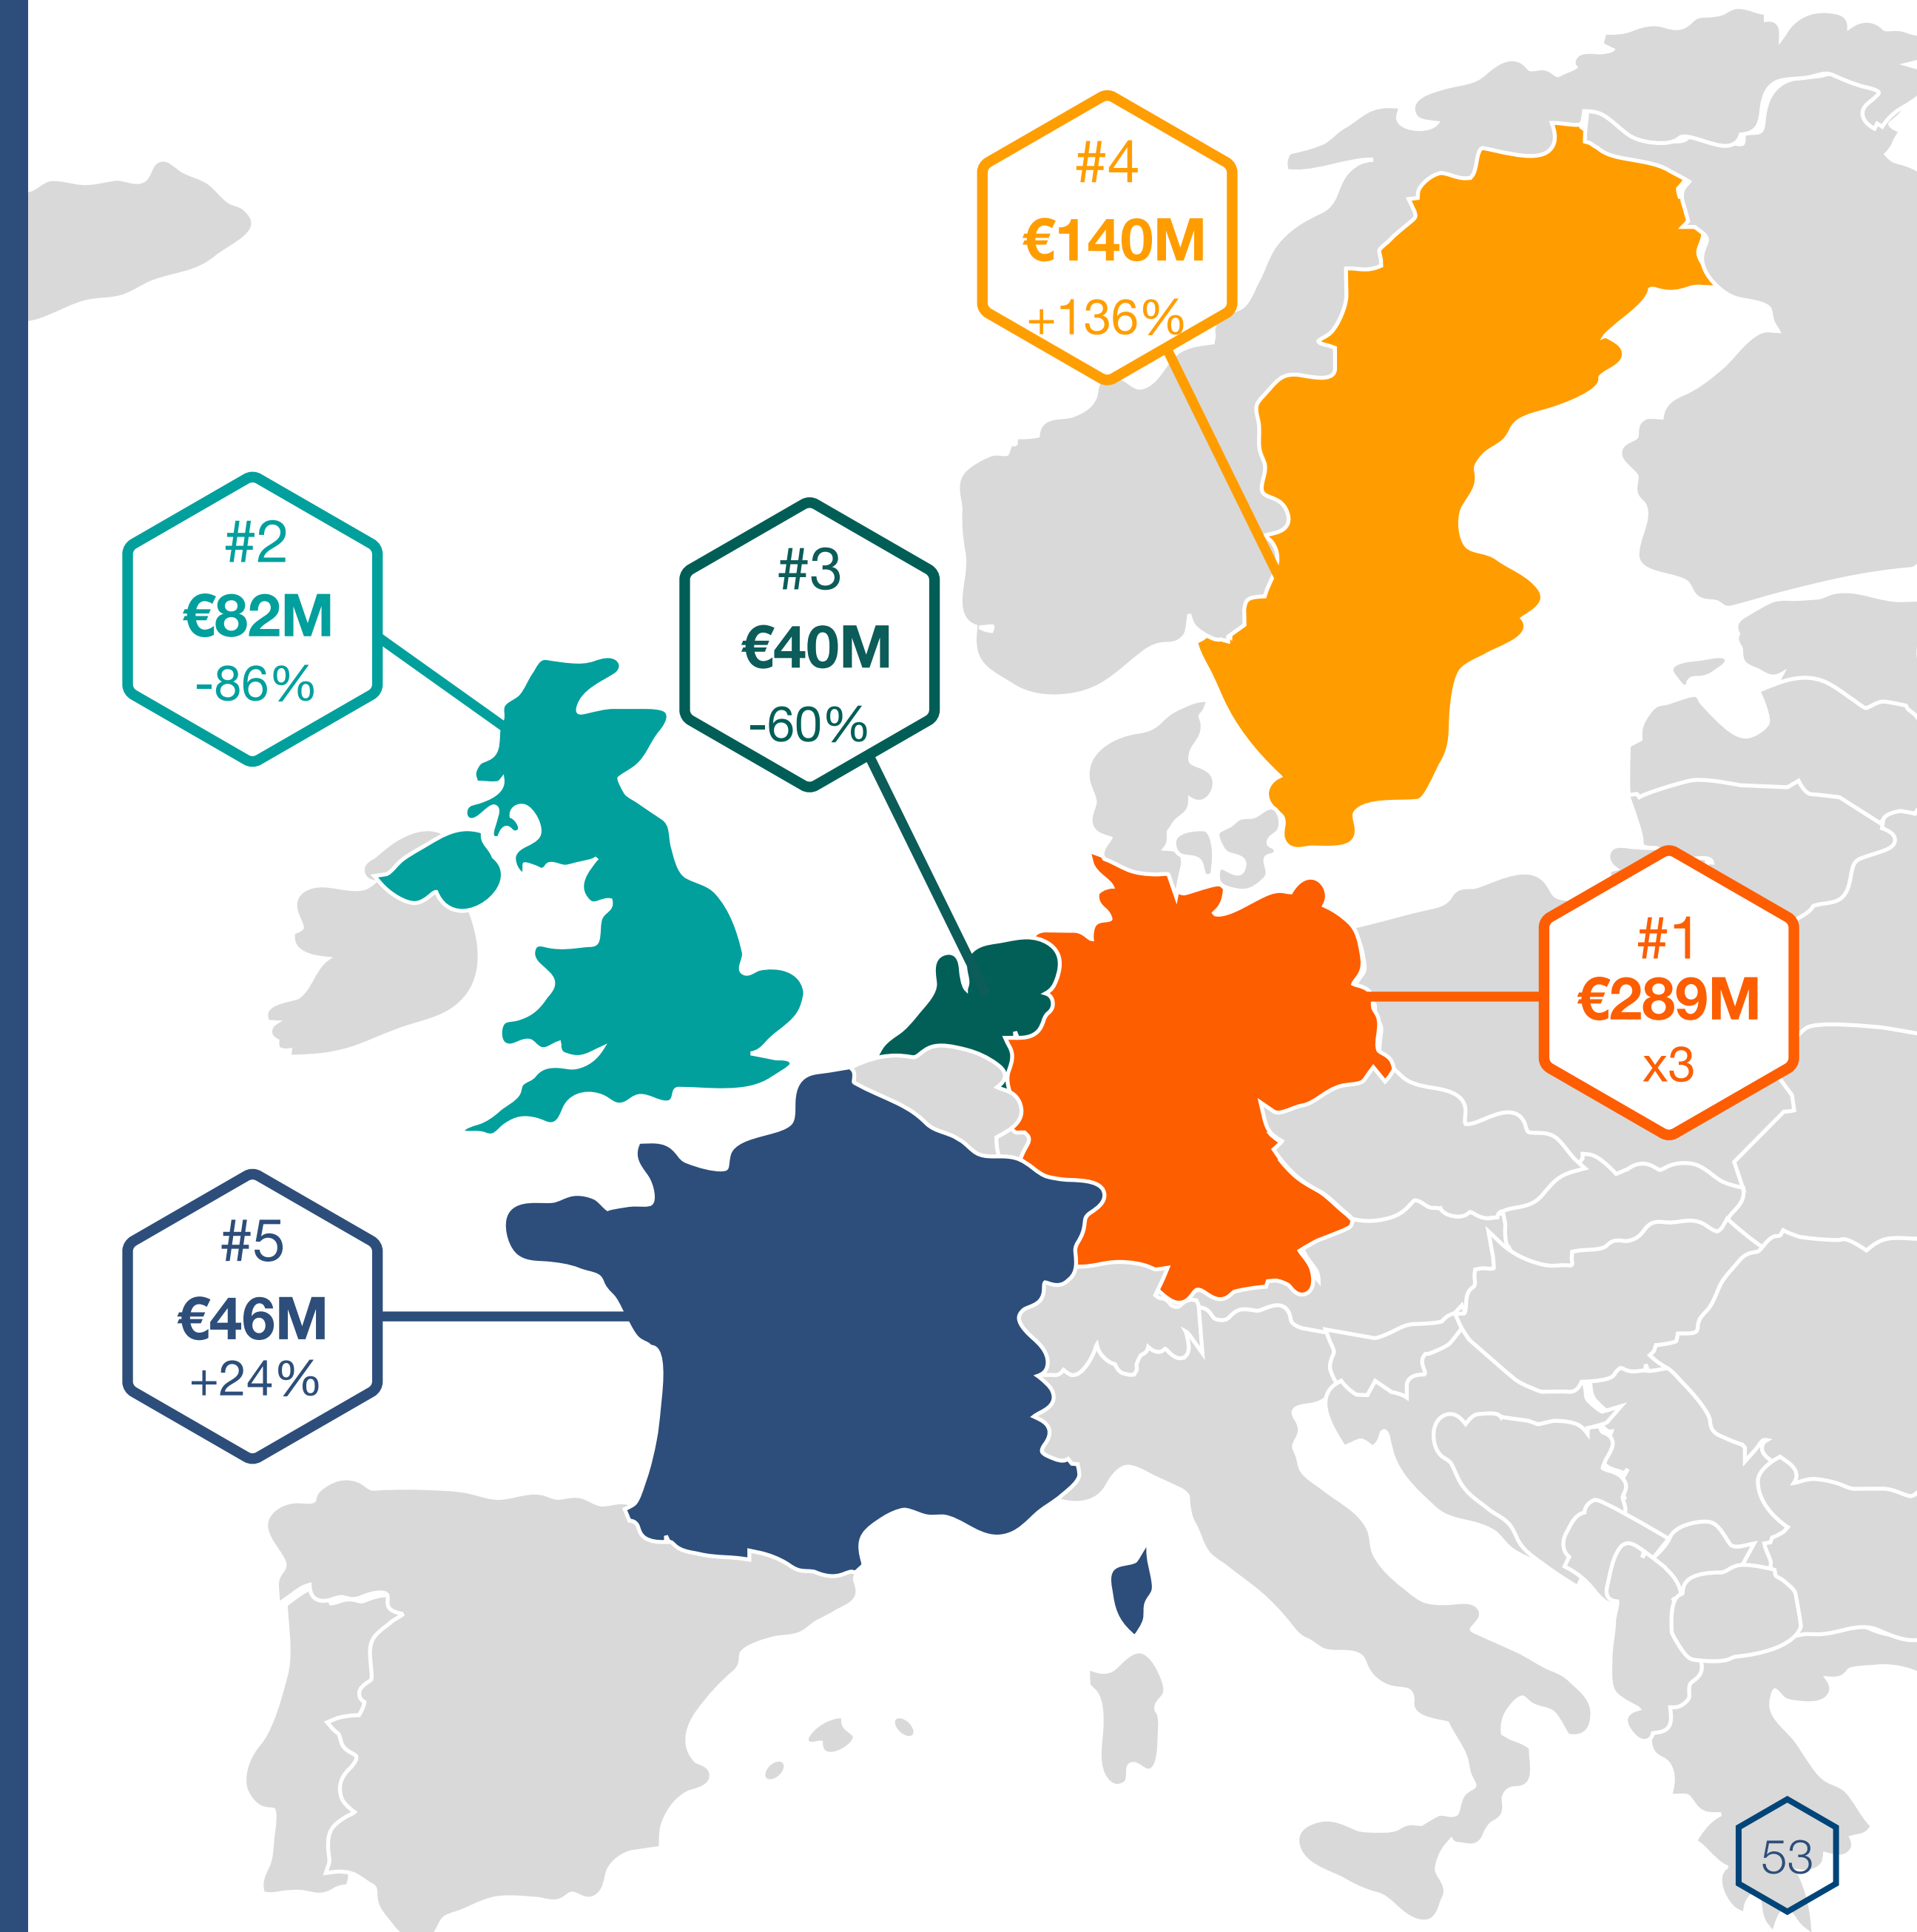 #4
€140M
+136%
#2
€82M
-86%
#3
€40M
-60%
#1
€289M
x3
#5
€46M
+24%
53